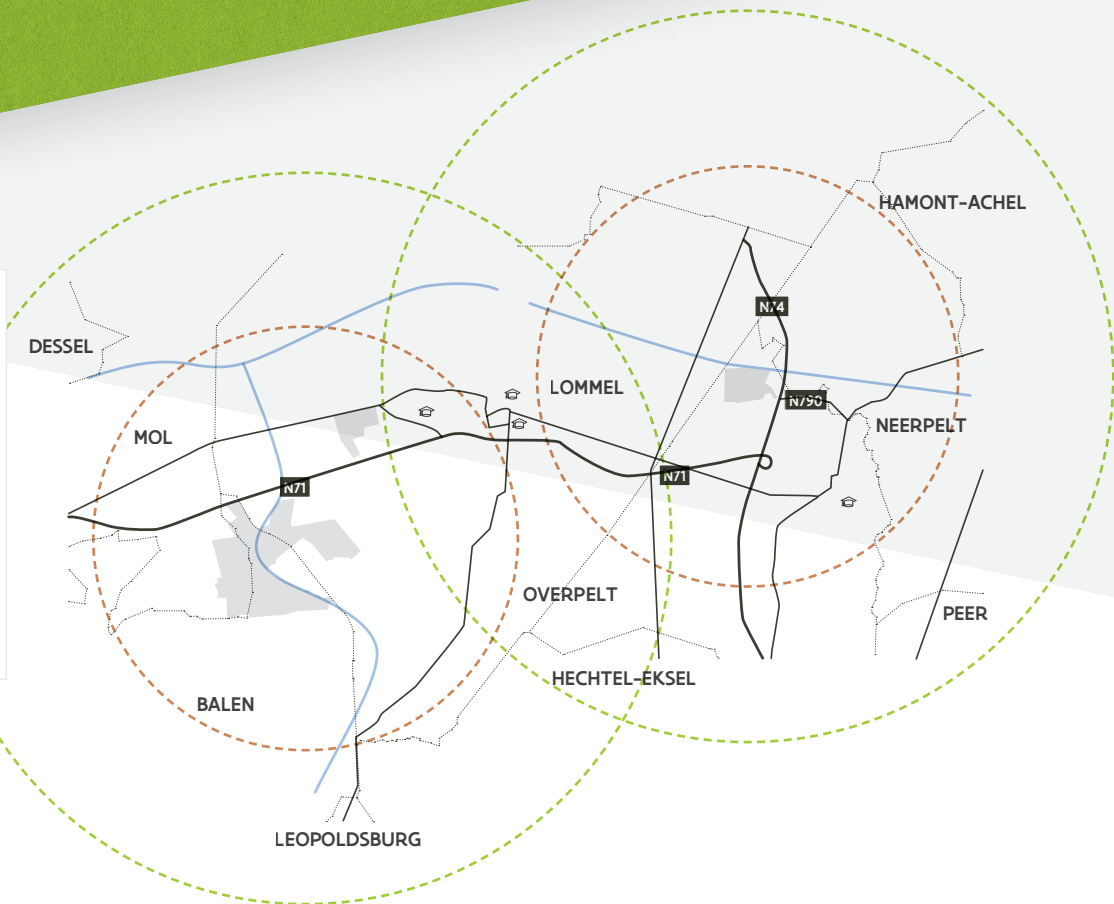 HAMONT-ACHEL
N74
DESSEL
LOMMEL
N790
NEERPELT
MOL
N71
N71
OVERPELT
PEER
HECHTEL-EKSEL
BALEN
LEOPOLDSBURG